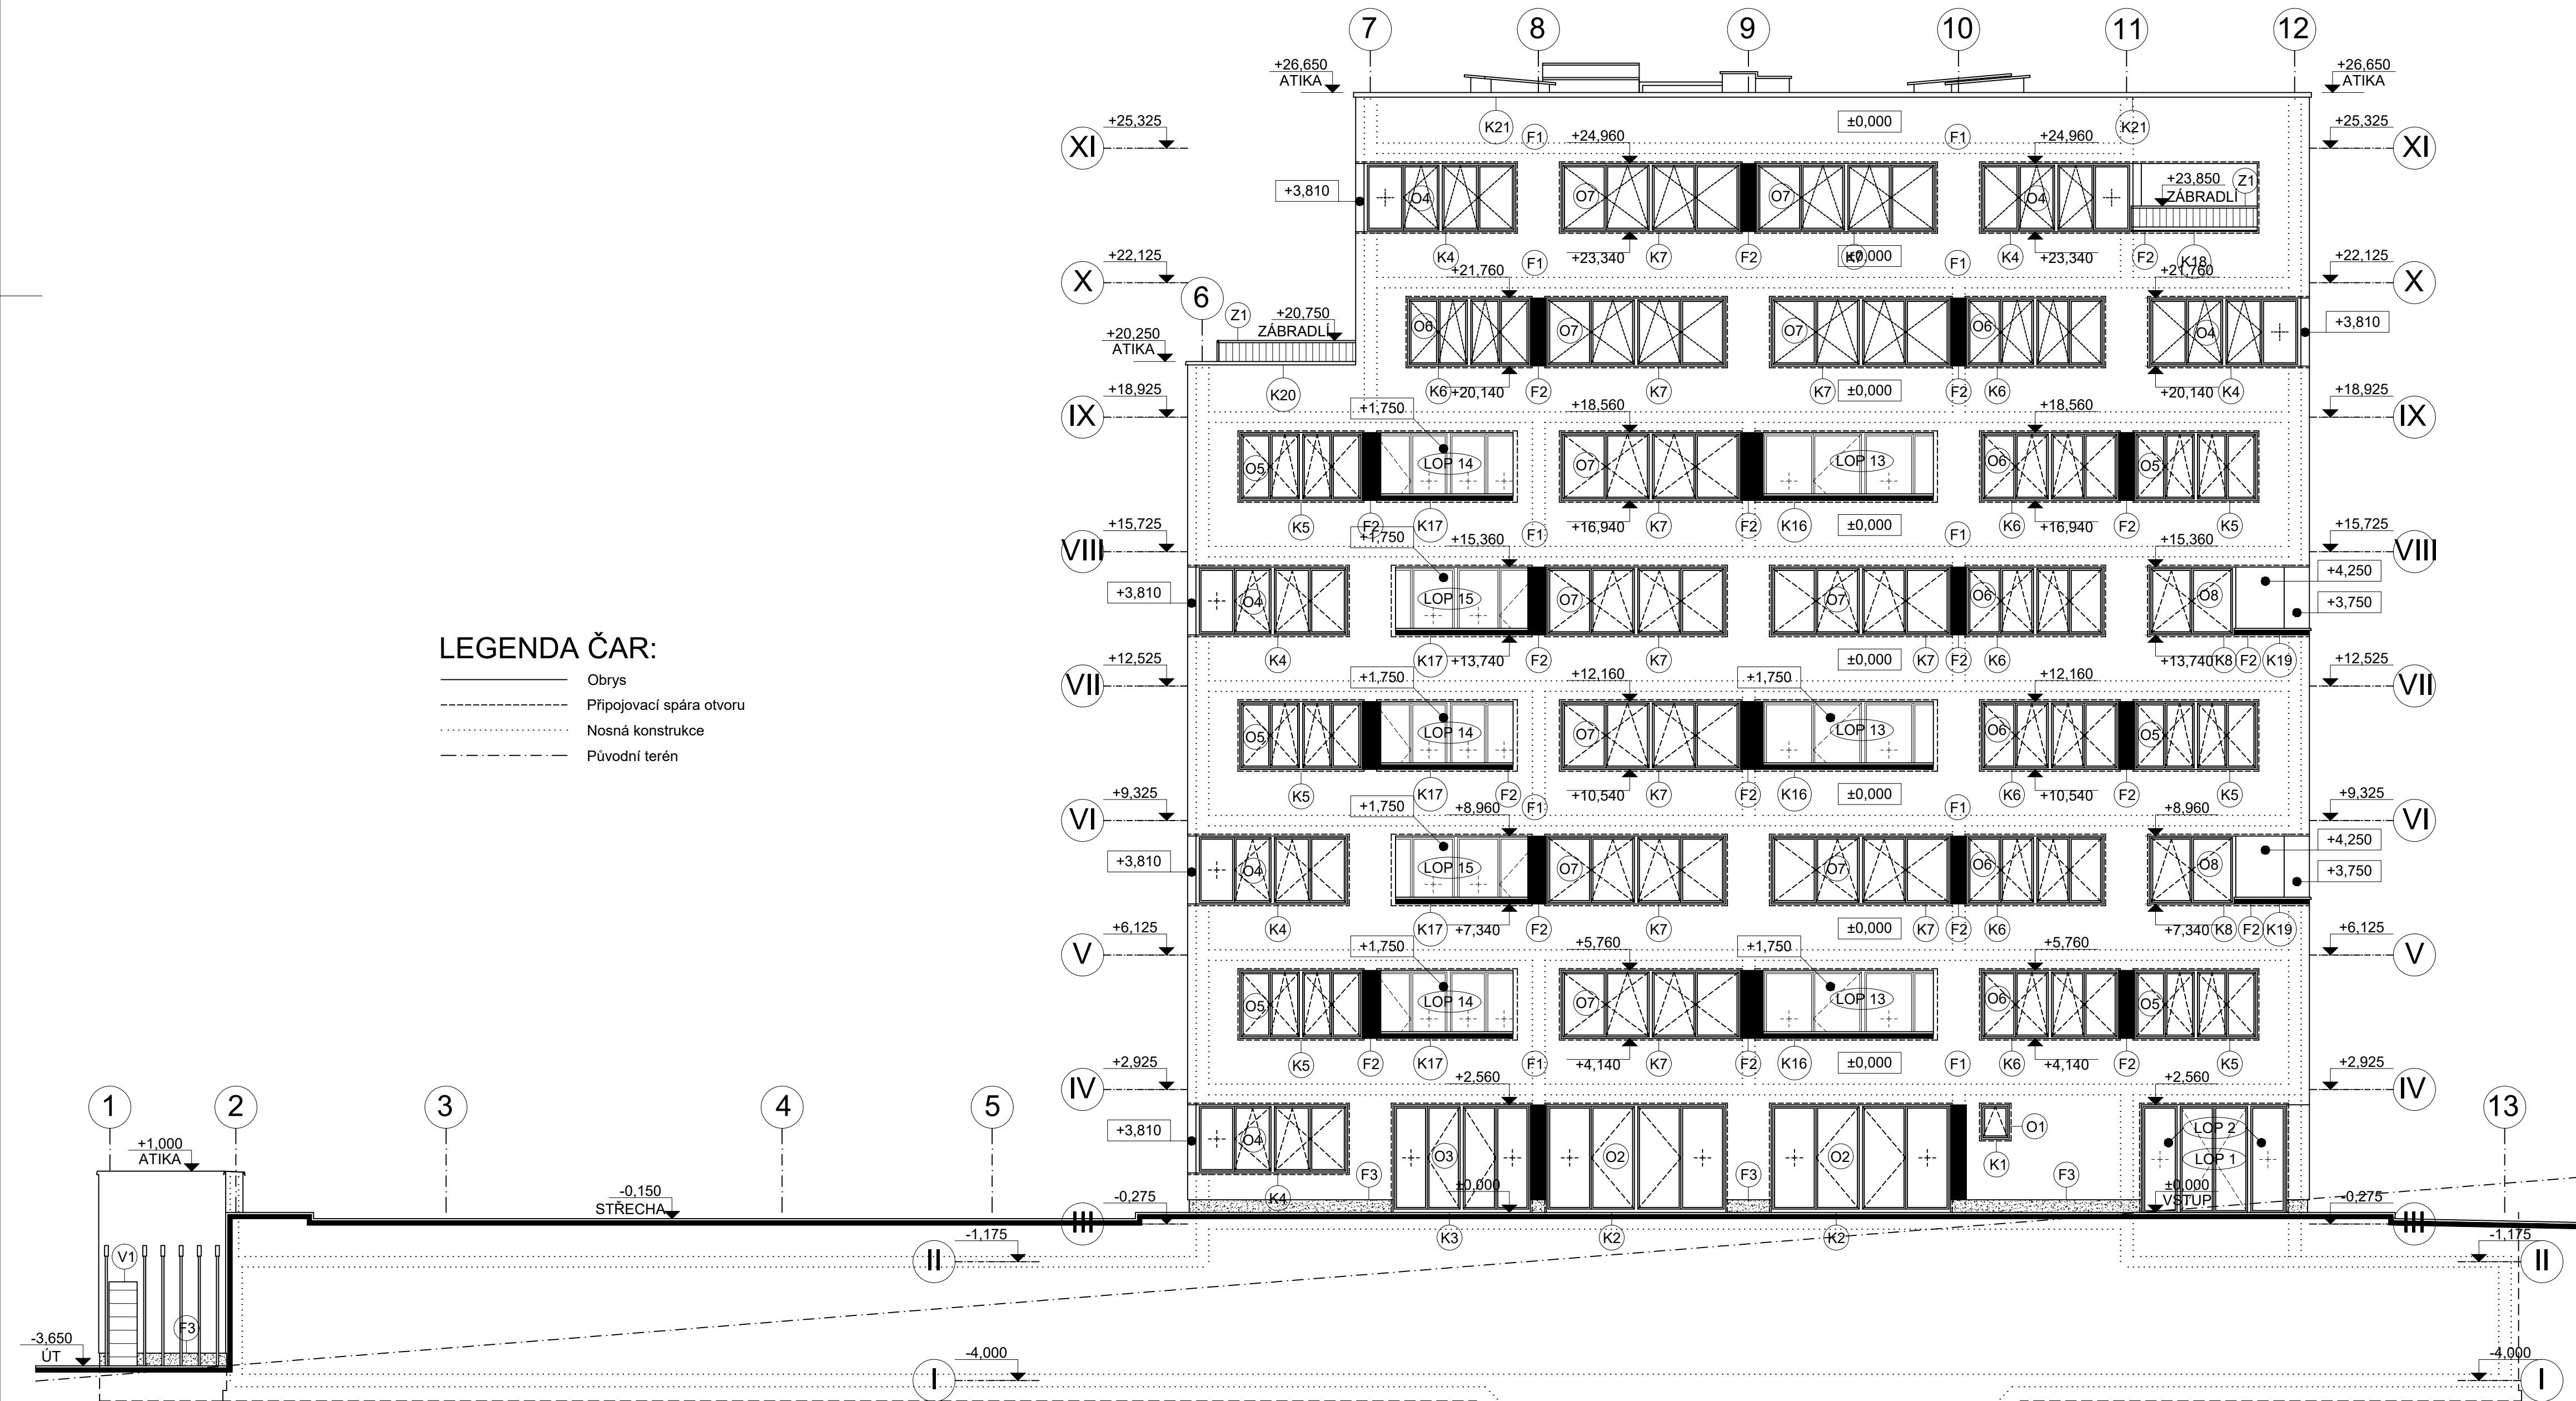 7 8 9 10 11 12
+26,650 +26,650
ATIKA ATIKA
K21 K21
XI +25,325 F1 ±0,000 F1 +25,325 XI
+24,960 +24,960
+3,810 O4 O7 O7 O4 +23,850 Z1
ZÁBRADLÍ
K4 +23,340 K7 F2 K7 ±0,000 K4 +23,340 F2 K18
X +22,125 +21,760 F1 F1 +21,760 +22,125 X
6
Z1 +20,750
ZÁBRADLÍ
+20,250
ATIKA
O6 O7 O7 O6 O4 +3,810
K20 K6 +20,140 F2 K7 K7 ±0,000 F2 K6 +20,140 K4
IX +18,925 +1,750 +18,560 +18,560 +18,925 IX
O5 LOP 14 O7 LOP 13 O6 O5
K5 F2 K17 +16,940 K7 F2 K16 ±0,000 K6 +16,940 F2 K5
VIII +15,725 +1,750 +15,360 F1 F1 +15,360 +15,725 VIII
+3,810 O4 LOP 15 O7 O7 O6 O8 +4,250
+3,750
K4 K17 +13,740 F2 K7 ±0,000 K7 F2 K6 +13,740 K8 F2 K19
VII +12,525 +1,750 +12,160 +1,750 +12,160 +12,525 VII
O5 LOP 14 O7 LOP 13 O6 O5
K5 K17 F2 +10,540 K7 F2 K16 ±0,000 K6 +10,540 F2 K5
VI +9,325 +1,750 +8,960 F1 F1 +8,960 +9,325 VI
+3,810 O4 LOP 15 O7 O7 O6 O8 +4,250
+3,750
K4 K17 +7,340 F2 K7 ±0,000 K7 F2 K6 +7,340 K8 F2 K19
V +6,125 +1,750 +5,760 +1,750 +5,760 +6,125 V
O5 LOP 14 O7 LOP 13 O6 O5
K5 F2 K17 F1 +4,140 K7 F2 K16 ±0,000 F1 K6 +4,140 F2 K5
IV +2,925 +2,560 +2,560 +2,925 IV
+3,810 O4 O3 O2 O2 O1 LOP 2
LOP 1
K1
K4 F3 ±0,000 F3 F3 ±0,000
VSTUP
III -0,275 -0,275 III
K3 K2 K2
LEGENDA ČAR:
Obrys
Připojovací spára otvoru
Nosná konstrukce
Původní terén
1 2 3 4 5 13
+1,000
ATIKA
-0,150
STŘECHA
II -1,175 -1,175 II
V1
F3
-3,650
ÚT
I -4,000 -4,000 I